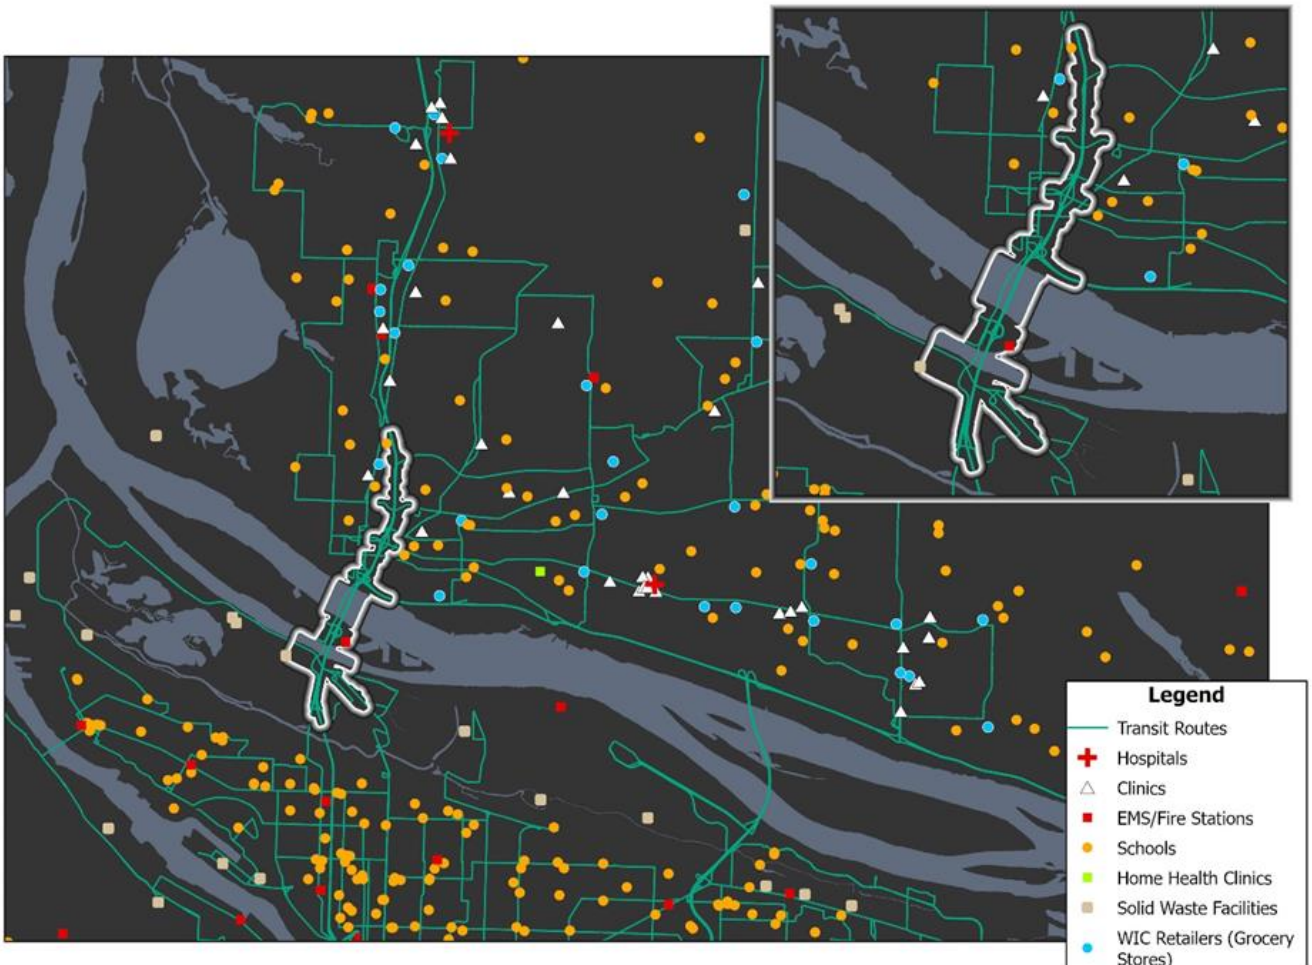 Legend
Transit Routes
Hospitals
Clinics
EMS/Fire Stations
Schools
Home Health Clinics
Solid Waste Facilities
WIC Retailers (Grocery
Stores)